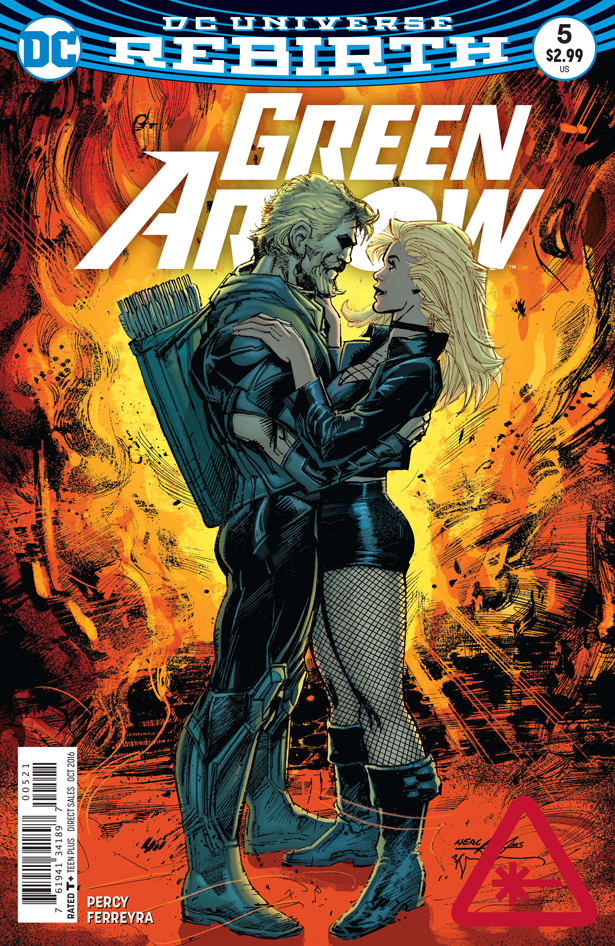 DC UNIVERSE
REBIRTH
DC
5
$2.99
US
GREEN
ARROW
™
00521
7 61941 34189 7
RATED T+ TEEN PLUS DIRECT SALES OCT 2016
PERCY
FERREYRA